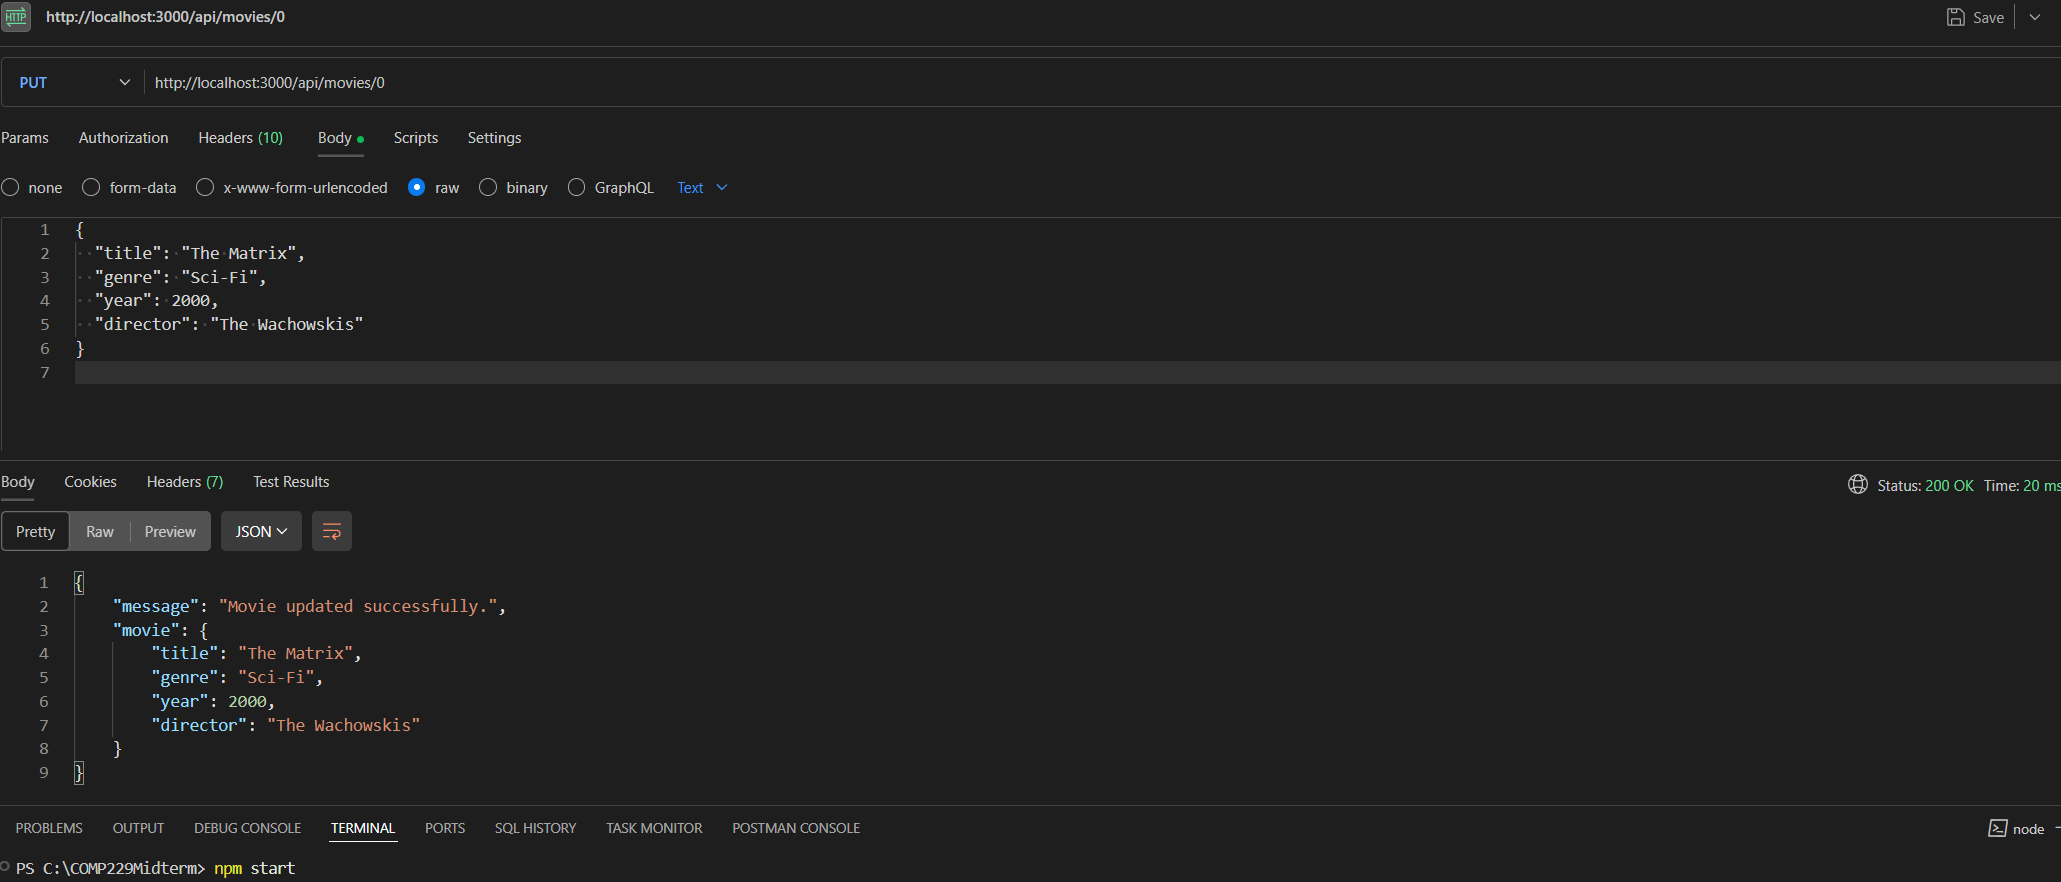 HTTP http://localhost:3000/api/movies/0 Save
PUT http://localhost:3000/api/movies/0
Params Authorization Headers (10) Body Scripts Settings
none form-data x-www-form-urlencoded raw binary GraphQL Text
1 {
2 "title": "The Matrix",
3 "genre": "Sci-Fi",
4 "year": 2000,
5 "director": "The Wachowskis"
6 }
7
Body Cookies Headers (7) Test Results Status: 200 OK Time: 20 ms
Pretty Raw Preview JSON
1 {
2 "message": "Movie updated successfully.",
3 "movie": {
4 "title": "The Matrix",
5 "genre": "Sci-Fi",
6 "year": 2000,
7 "director": "The Wachowskis"
8 }
9 }
PROBLEMS OUTPUT DEBUG CONSOLE TERMINAL PORTS SQL HISTORY TASK MONITOR POSTMAN CONSOLE node
PS C:\COMP229Midterm> npm start